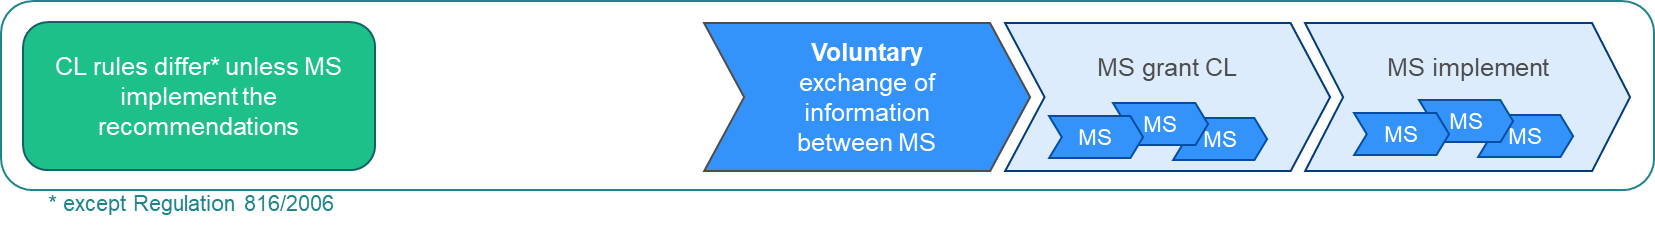 CL rules differ* unless MS
implement the
recommendations
Voluntary
exchange of
information
between MS
MS grant CL
MS
MS
MS
MS implement
MS
MS
MS
* except Regulation 816/2006